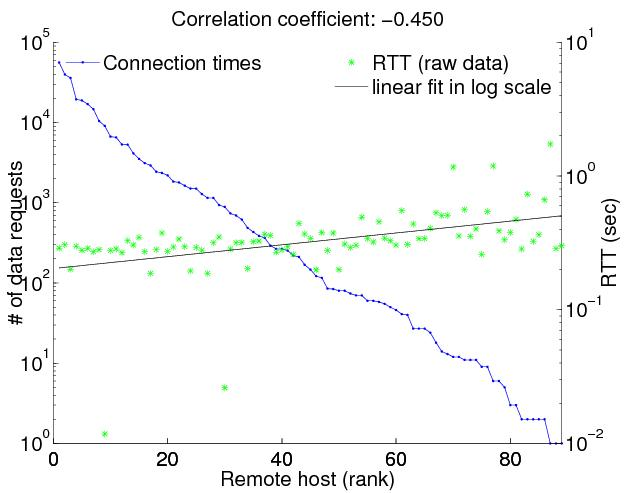 Correlation coefficient: −0.450
10^5
10^1
Connection times
RTT (raw data)
linear fit in log scale
10^4
10^3
10^2
10^1
10^0
# of data requests
10^0
10^−1
10^−2
RTT (sec)
0 20 40 60 80
Remote host (rank)